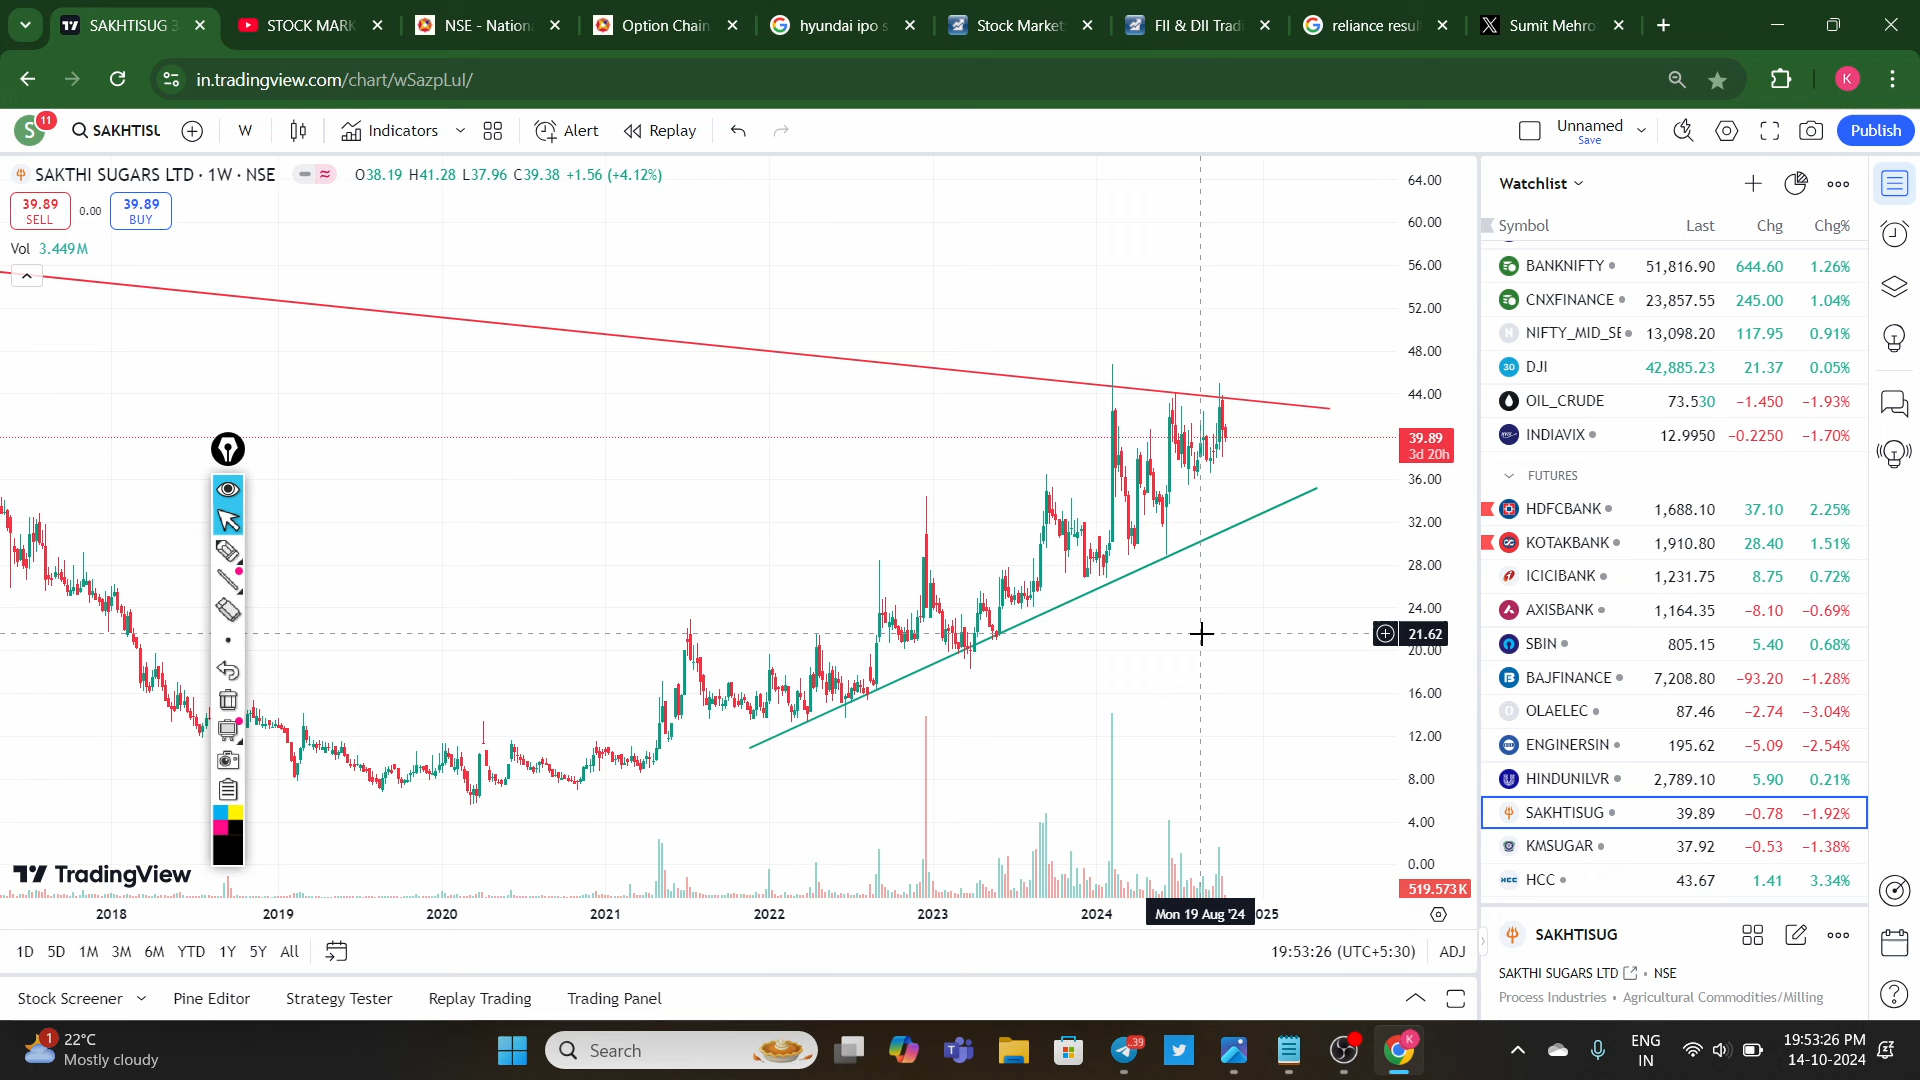 SAKHTISUG 3
STOCK MARK
NSE - Nationa
Option Chain
hyundai ipo s
Stock Market
FII & DII Tradi
reliance result
Sumit Mehro
in.tradingview.com/chart/wSazpLul/
K
S 11
SAKHTISU
W
Indicators
Alert
Replay
Unnamed
Save
Publish
SAKTHI SUGARS LTD · 1W · NSE
O38.19 H41.28 L37.96 C39.38 +1.56 (+4.12%)
39.89
SELL
0.00
39.89
BUY
Vol 3.449M
64.00
60.00
56.00
52.00
48.00
44.00
39.89
3d 20h
36.00
32.00
28.00
24.00
21.62
20.00
16.00
12.00
8.00
4.00
0.00
519.573K
TradingView
2018
2019
2020
2021
2022
2023
2024
Mon 19 Aug '24
025
1D 5D 1M 3M 6M YTD 1Y 5Y All
19:53:26 (UTC+5:30)
ADJ
Stock Screener
Pine Editor
Strategy Tester
Replay Trading
Trading Panel
Watchlist
Symbol Last Chg Chg%
BANKNIFTY 51,816.90 644.60 1.26%
CNXFINANCE 23,857.55 245.00 1.04%
NIFTY_MID_SE 13,098.20 117.95 0.91%
30 DJI 42,885.23 21.37 0.05%
OIL_CRUDE 73.530 −1.450 −1.93%
INDIAVIX 12.9950 −0.2250 −1.70%
FUTURES
HDFCBANK 1,688.10 37.10 2.25%
KOTAKBANK 1,910.80 28.40 1.51%
ICICIBANK 1,231.75 8.75 0.72%
AXISBANK 1,164.35 −8.10 −0.69%
SBIN 805.15 5.40 0.68%
BAJFINANCE 7,208.80 −93.20 −1.28%
OLAELEC 87.46 −2.74 −3.04%
ENGINERSIN 195.62 −5.09 −2.54%
HINDUNILVR 2,789.10 5.90 0.21%
SAKHTISUG 39.89 −0.78 −1.92%
KMSUGAR 37.92 −0.53 −1.38%
HCC HCC 43.67 1.41 3.34%
SAKHTISUG
SAKTHI SUGARS LTD · NSE
Process Industries · Agricultural Commodities/Milling
1
22°C
Mostly cloudy
Search
39
K
ENG
IN
19:53:26 PM
14-10-2024